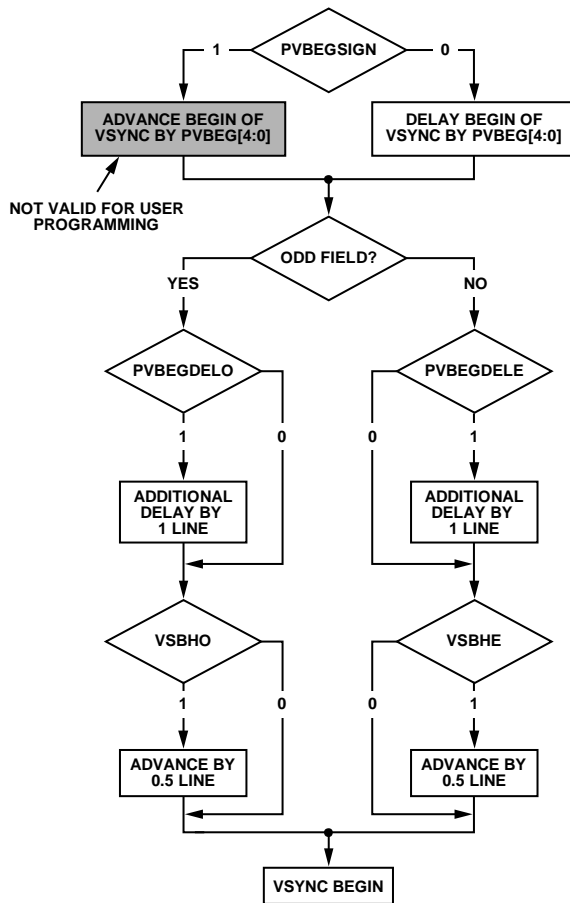 PVBEGSIGN
1
0
ADVANCE BEGIN OF
VSYNC BY PVBEG[4:0]
DELAY BEGIN OF
VSYNC BY PVBEG[4:0]
NOT VALID FOR USER
PROGRAMMING
ODD FIELD?
YES
NO
PVBEGDELO
PVBEGDELE
1
0
0
1
ADDITIONAL
DELAY BY
1 LINE
ADDITIONAL
DELAY BY
1 LINE
VSBHO
VSBHE
1
0
0
1
ADVANCE BY
0.5 LINE
ADVANCE BY
0.5 LINE
VSYNC BEGIN